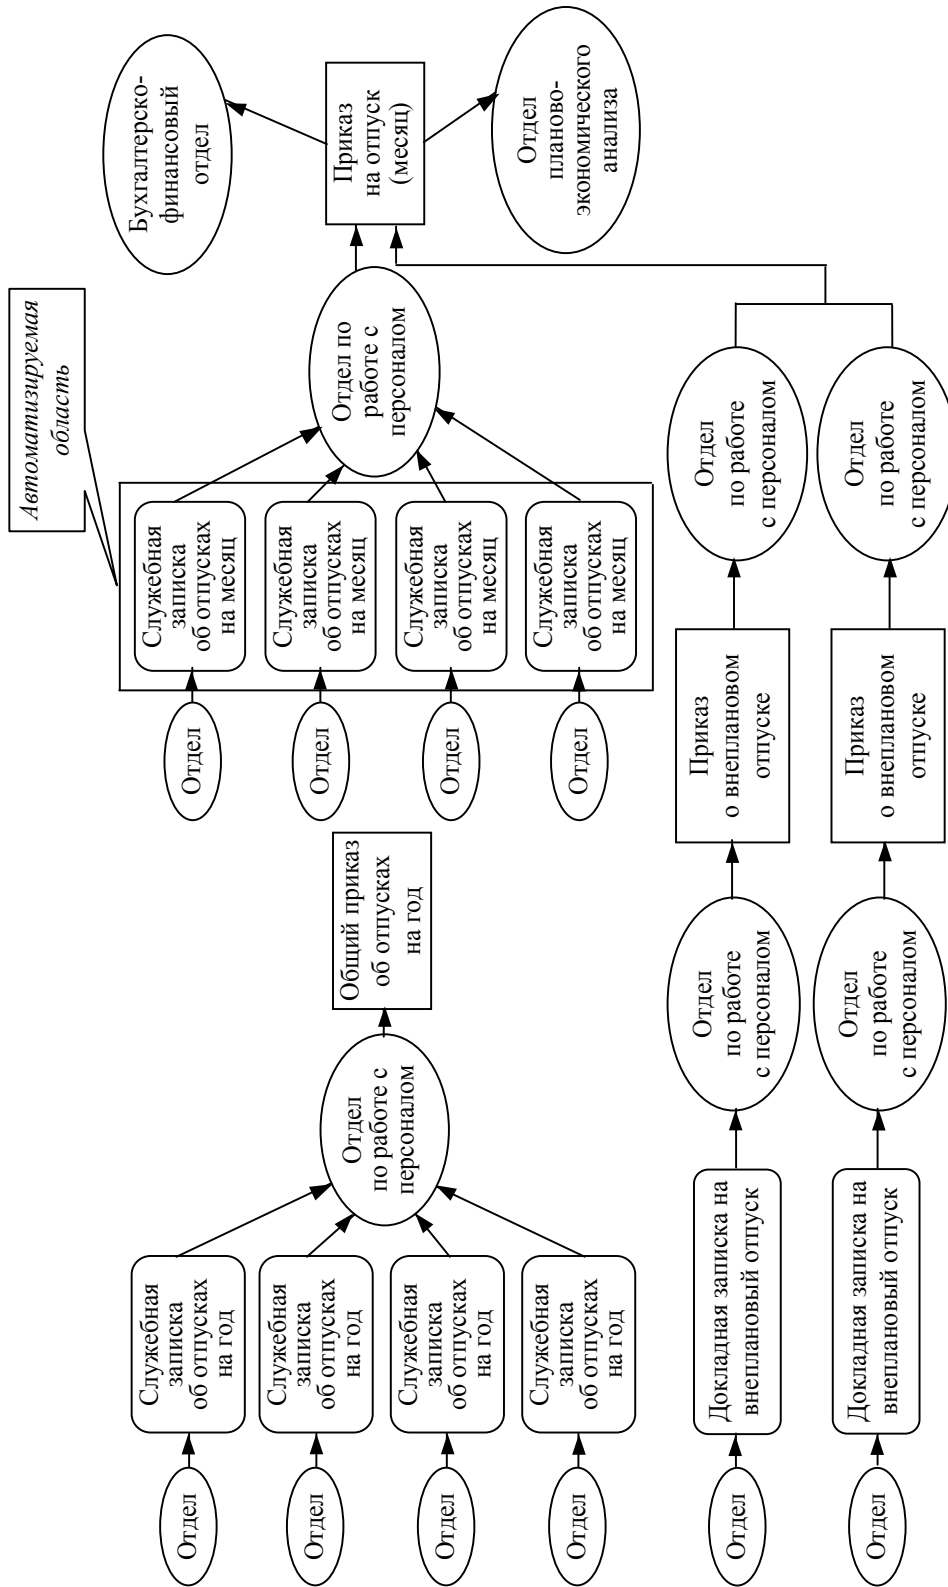 Отдел
Служебная
записка
об отпусках
на год
Отдел
Служебная
записка
об отпусках
на год
Отдел
Служебная
записка
об отпусках
на год
Отдел
Служебная
записка
об отпусках
на год
Отдел
по работе с
персоналом
Общий приказ
об отпусках
на год
Автоматизируемая
область
Отдел
Служебная
записка
об отпусках
на месяц
Отдел
Служебная
записка
об отпусках
на месяц
Отдел
Служебная
записка
об отпусках
на месяц
Отдел
Служебная
записка
об отпусках
на месяц
Отдел по
работе с
персоналом
Бухгалтерско-
финансовый
отдел
Приказ
на отпуск
(месяц)
Отдел
планово-
экономического
анализа
Отдел
Докладная записка на
внеплановый отпуск
Отдел
по работе
с персоналом
Приказ
о внеплановом
отпуске
Отдел
по работе
с персоналом
Отдел
Докладная записка на
внеплановый отпуск
Отдел
по работе
с персоналом
Приказ
о внеплановом
отпуске
Отдел
по работе
с персоналом